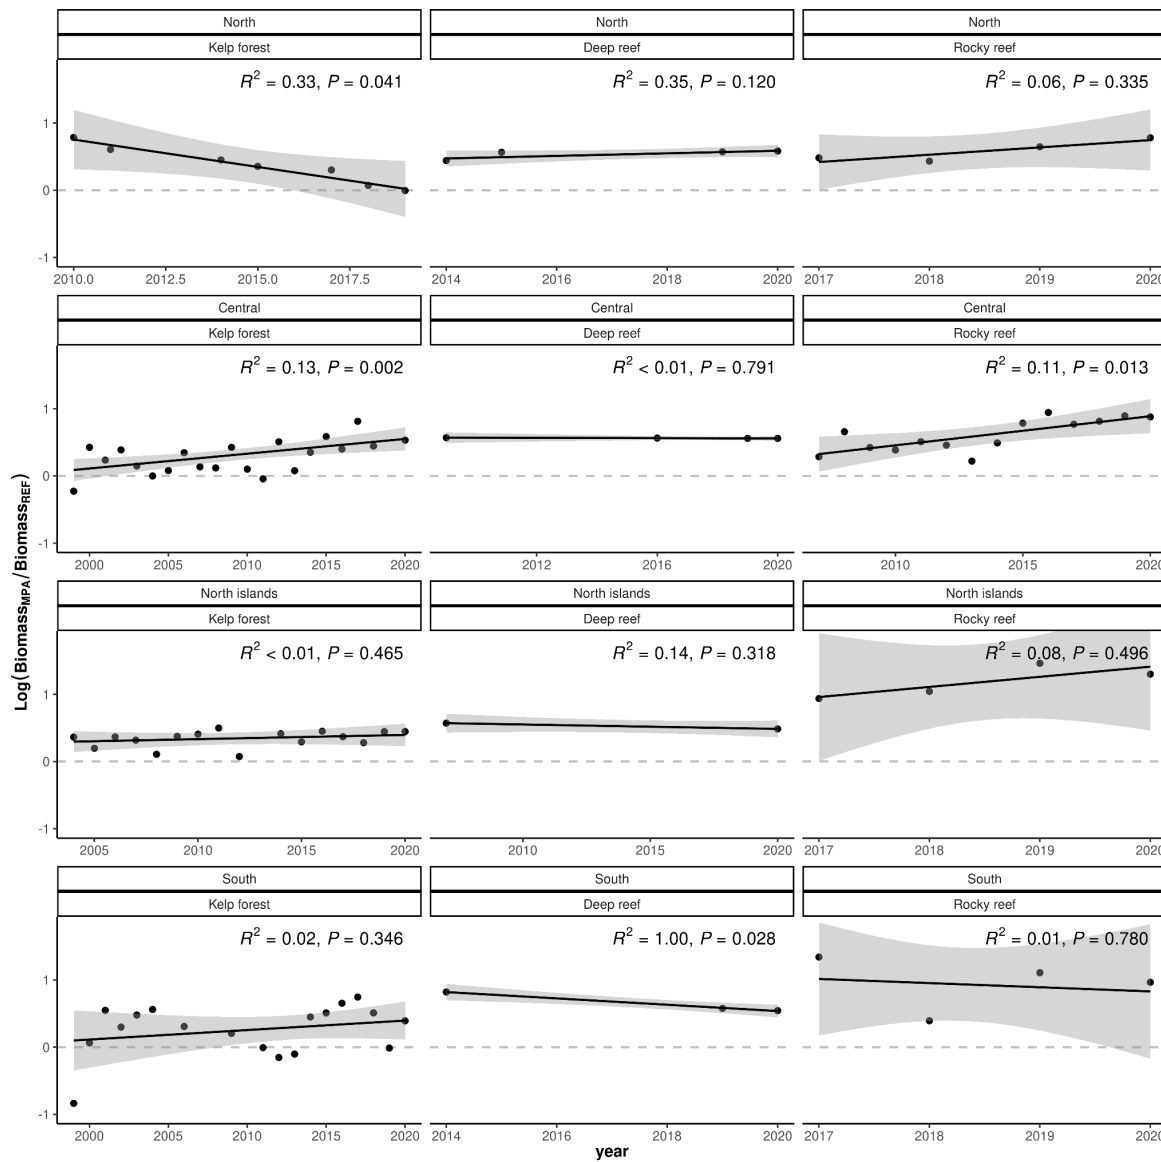 North North North
Kelp forest Deep reef Rocky reef
R² = 0.33, P = 0.041 R² = 0.35, P = 0.120 R² = 0.06, P = 0.335
1
0
-1
2010.0 2012.5 2015.0 2017.5 2014 2016 2018 2020 2017 2018 2019 2020
Central Central Central
Kelp forest Deep reef Rocky reef
R² = 0.13, P = 0.002 R² < 0.01, P = 0.791 R² = 0.11, P = 0.013
1
0
-1
2000 2005 2010 2015 2020 2012 2016 2020 2010 2015 2020
Log(Biomass_MPA/Biomass_REF)
North islands North islands North islands
Kelp forest Deep reef Rocky reef
R² < 0.01, P = 0.465 R² = 0.14, P = 0.318 R² = 0.08, P = 0.496
1
0
-1
2005 2010 2015 2020 2010 2015 2020 2017 2018 2019 2020
South South South
Kelp forest Deep reef Rocky reef
R² = 0.02, P = 0.346 R² = 1.00, P = 0.028 R² = 0.01, P = 0.780
1
0
-1
2000 2005 2010 2015 2020 2014 2016 2018 2020 2017 2018 2019 2020
year